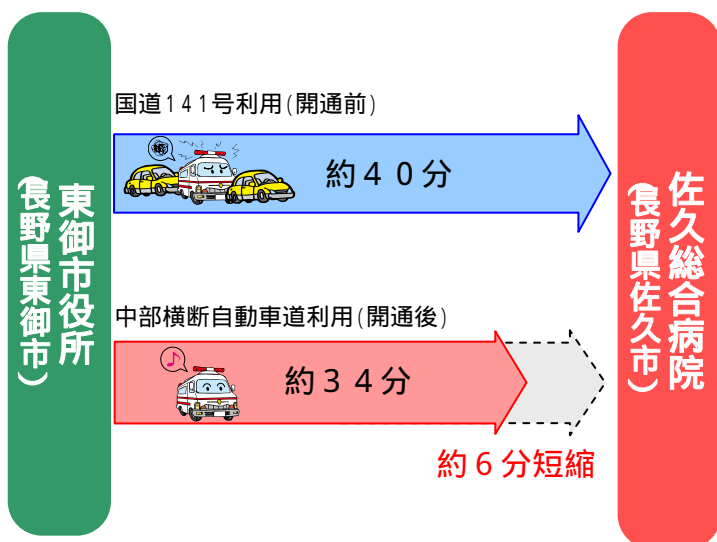 東御市役所
(長野県東御市)
国道141号利用(開通前)
約40分
中部横断自動車道利用(開通後)
約34分
約6分短縮
佐久総合病院
(長野県佐久市)